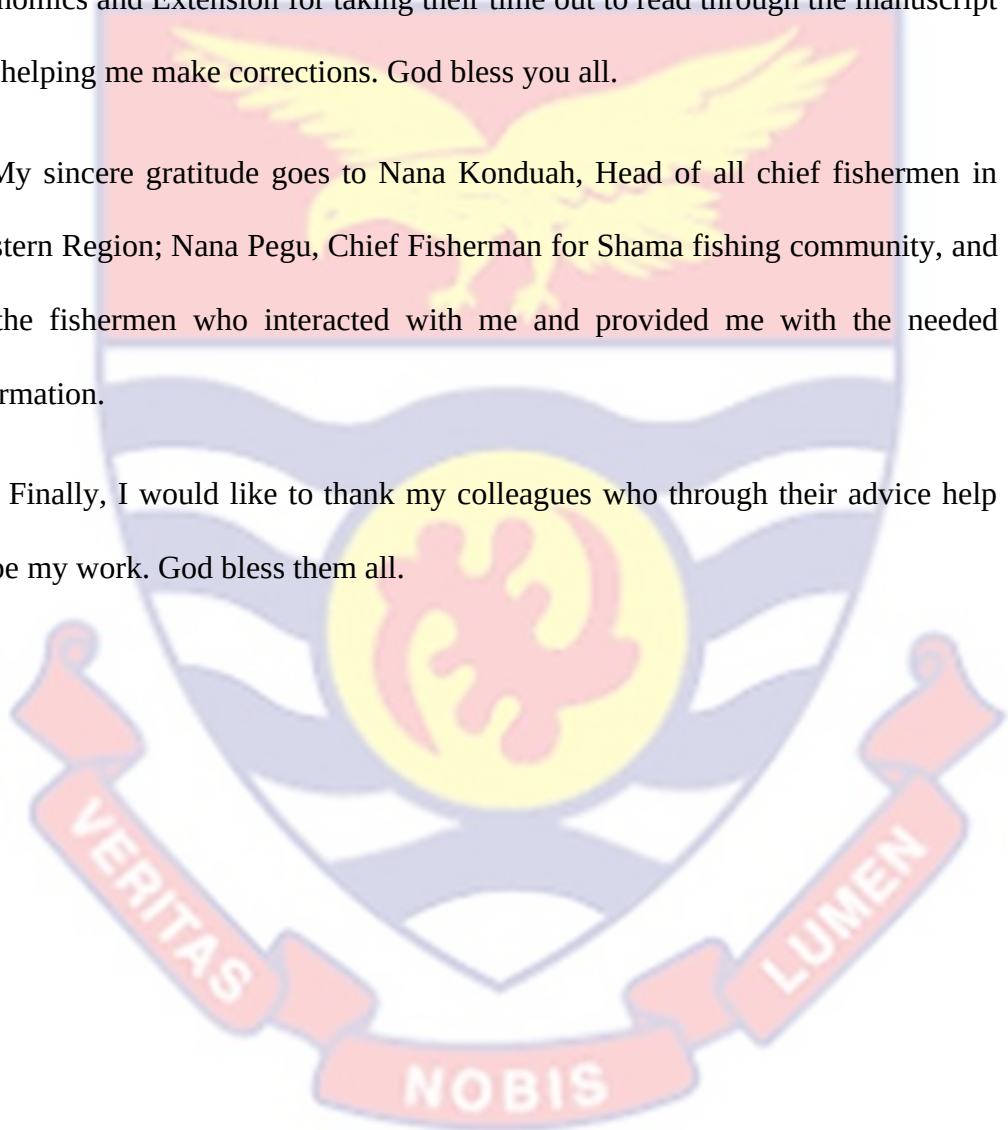 nomics and Extension for taking their time out to read through the manuscript
helping me make corrections. God bless you all.
My sincere gratitude goes to Nana Konduah, Head of all chief fishermen in
stern Region; Nana Pegu, Chief Fisherman for Shama fishing community, and
the fishermen who interacted with me and provided me with the needed
rmation.
Finally, I would like to thank my colleagues who through their advice help
pe my work. God bless them all.
VERITAS
NOBIS
LUMEN